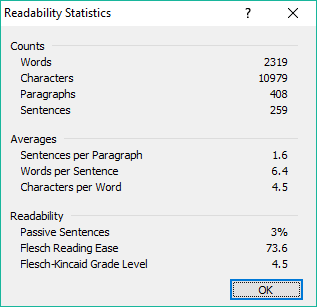 Readability Statistics ? ×
Counts
Words 2319
Characters 10979
Paragraphs 408
Sentences 259
Averages
Sentences per Paragraph 1.6
Words per Sentence 6.4
Characters per Word 4.5
Readability
Passive Sentences 3%
Flesch Reading Ease 73.6
Flesch-Kincaid Grade Level 4.5
OK